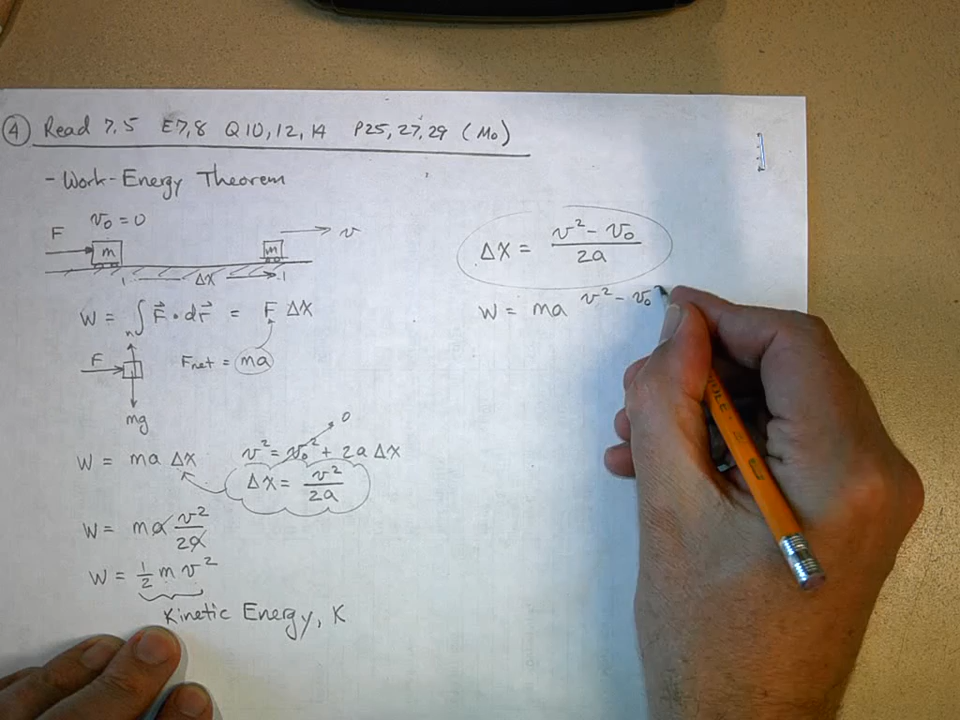 ④ Read 7,5 E7,8 Q10,12,14 P25,27,29 (Mo)
- Work-Energy Theorem
v₀ = 0
F m m v
Δx
W = ∫ F⃗ • dr⃗ = F Δx
n
F Fnet = ma
mg
0
W = ma Δx v² = v₀² + 2a Δx
Δx = v²/2a
W = ma v²/2a
W = ½ m v²
Kinetic Energy, K
Δx = (v² - v₀)/2a
W = ma v² - v₀